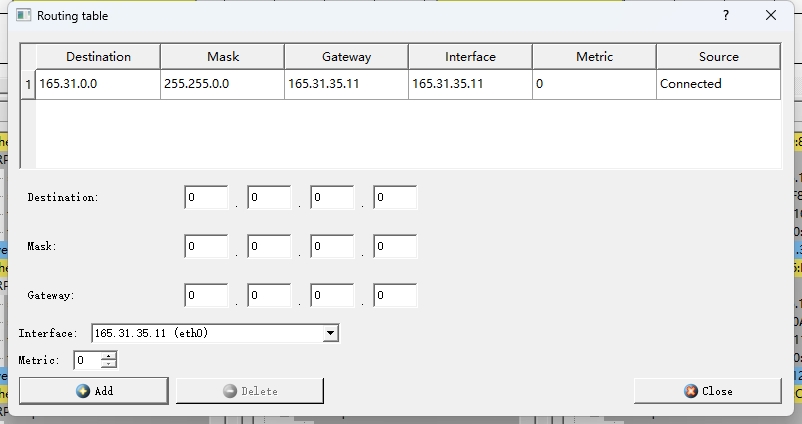 Routing table ?
Destination Mask Gateway Interface Metric Source
1 165.31.0.0 255.255.0.0 165.31.35.11 165.31.35.11 0 Connected
Destination: 0 . 0 . 0 . 0
Mask: 0 . 0 . 0 . 0
Gateway: 0 . 0 . 0 . 0
Interface: 165.31.35.11 (eth0)
Metric: 0
Add Delete Close